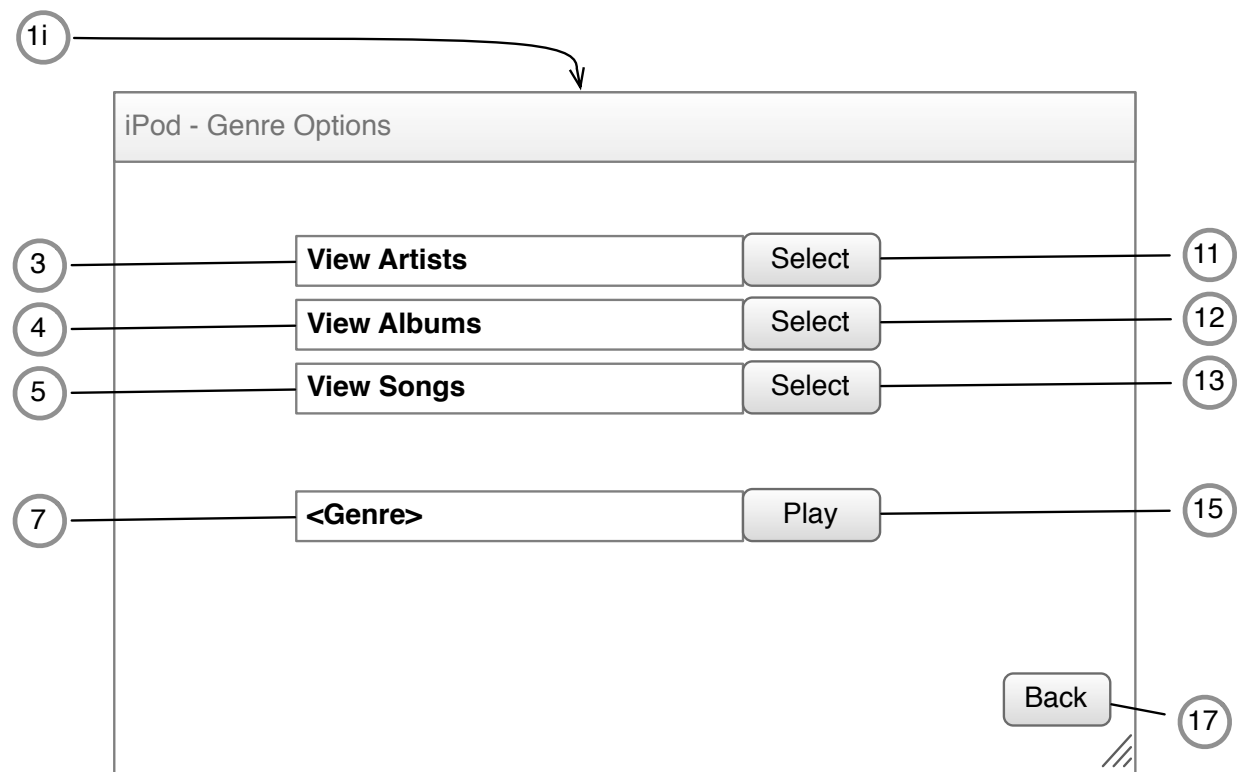 1i
iPod - Genre Options
3 View Artists Select 11
4 View Albums Select 12
5 View Songs Select 13
7 <Genre> Play 15
Back 17